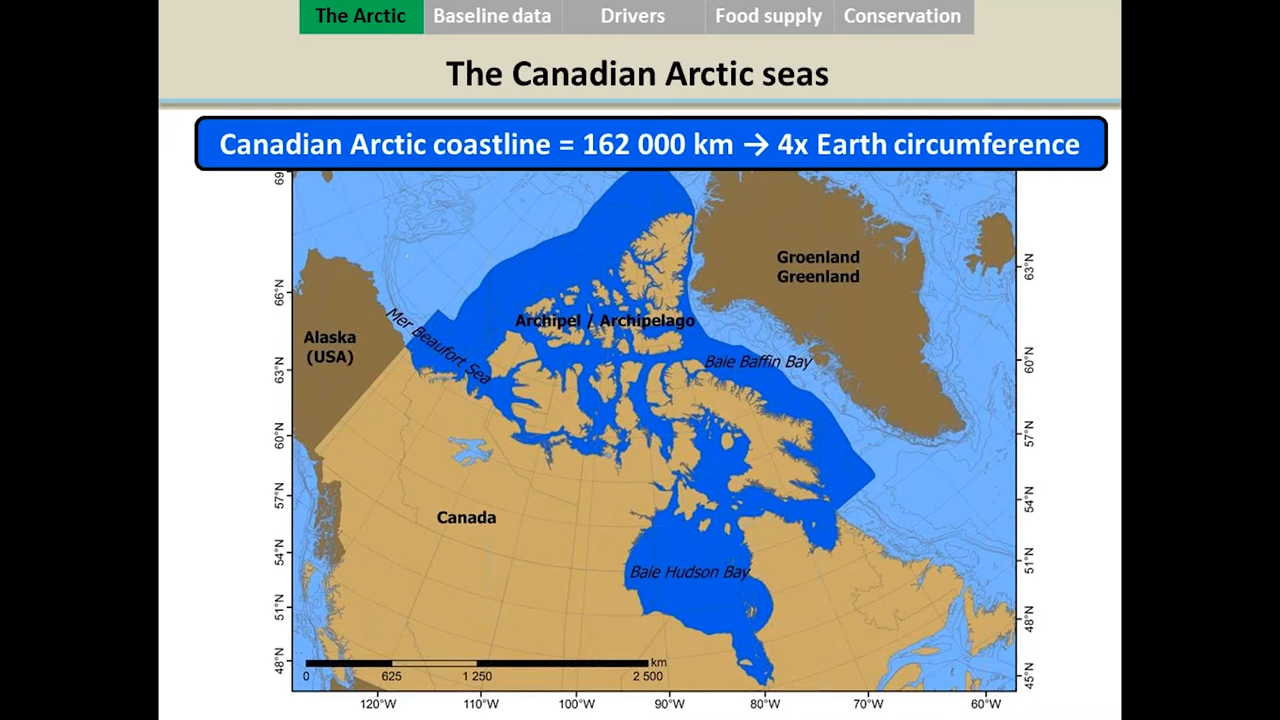 The Arctic
Baseline data
Drivers
Food supply
Conservation
The Canadian Arctic seas
Canadian Arctic coastline = 162 000 km → 4x Earth circumference
Groenland
Greenland
Alaska
(USA)
Mer Beaufort Sea
Archipel / Archipelago
Baie Baffin Bay
Canada
Baie Hudson Bay
km
0 625 1 250 2 500
69
66°N
63°N
60°N
57°N
54°N
51°N
48°N
63°N
60°N
57°N
54°N
51°N
48°N
45°N
120°W 110°W 100°W 90°W 80°W 70°W 60°W